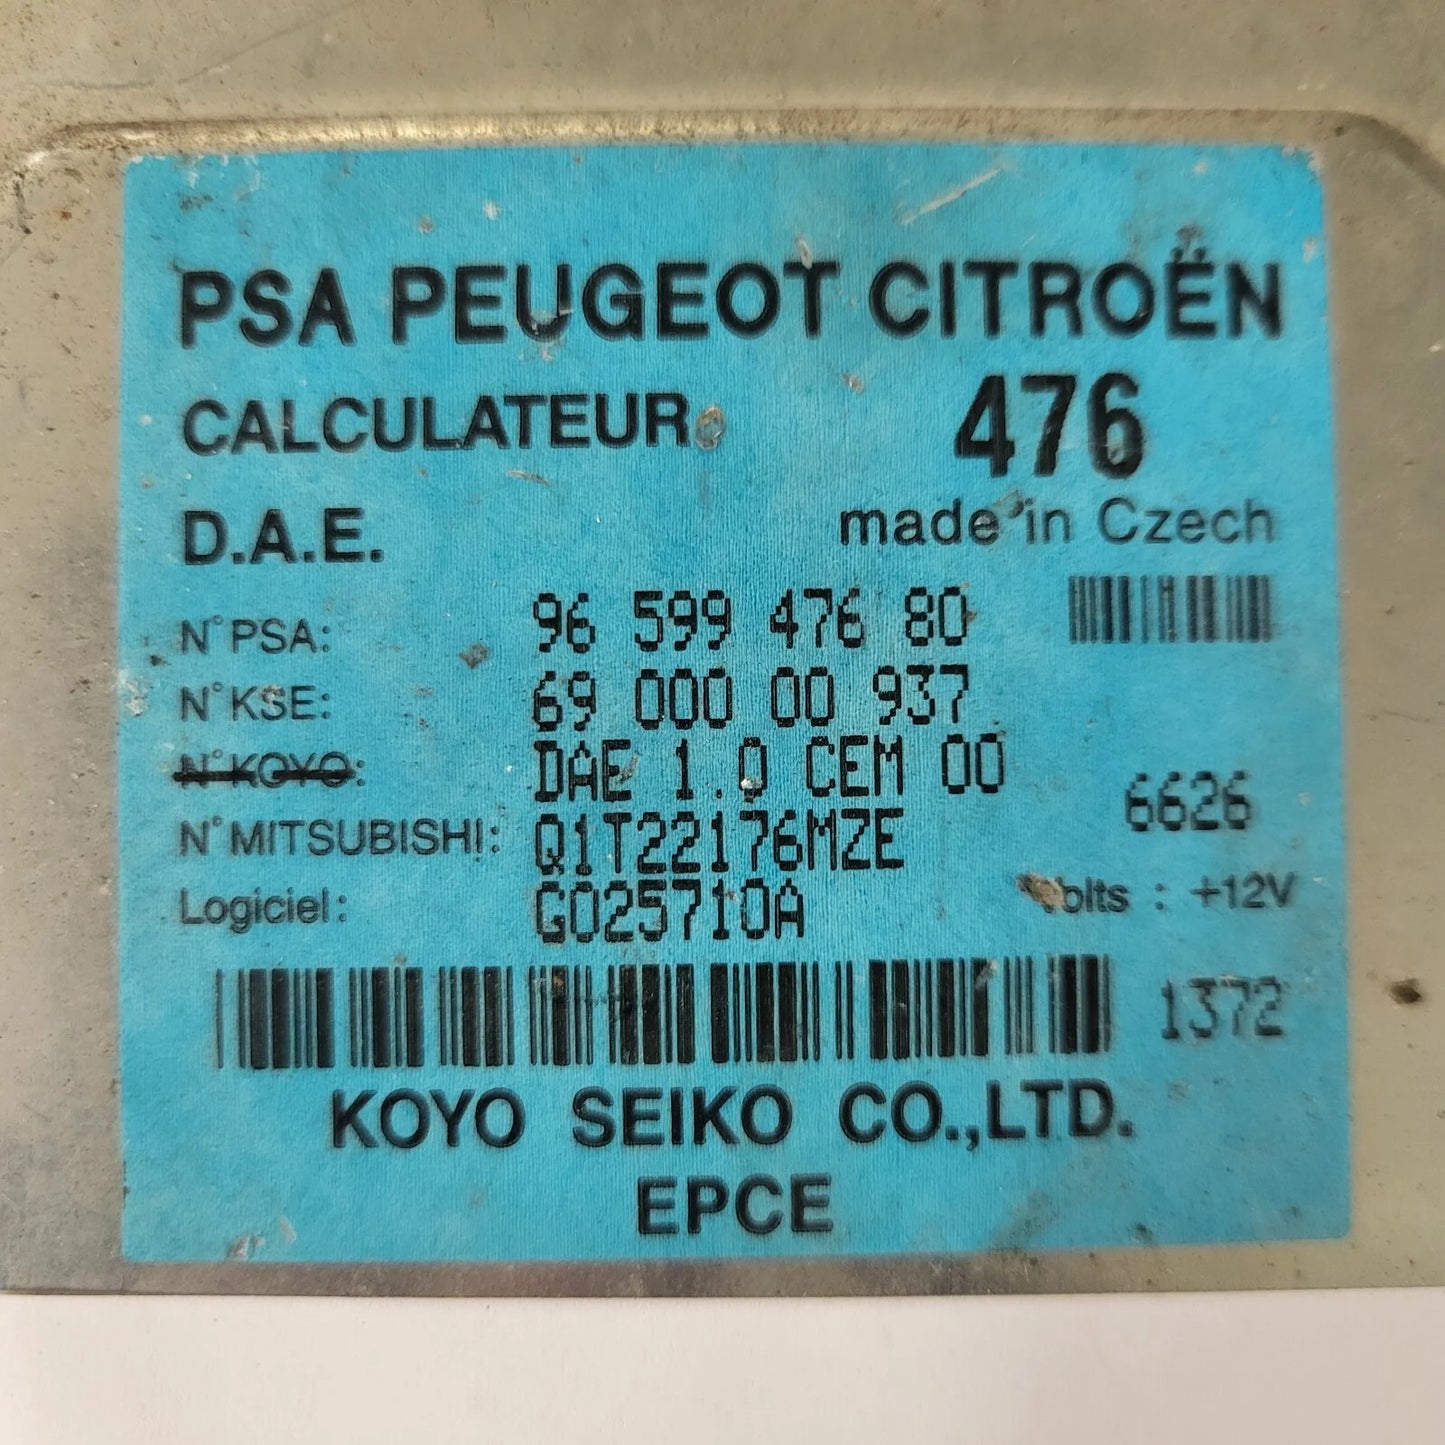 PSA PEUGEOT CITROËN
CALCULATEUR 476
D.A.E. made in Czech
N° PSA: 96 599 476 80
N° KSE: 69 000 00 937
N° KOYO: DAE 1.0 CEM 00 6626
N° MITSUBISHI: Q1T22176MZE
Logiciel: G025710A Volts : +12V
1372
KOYO SEIKO CO.,LTD.
EPCE